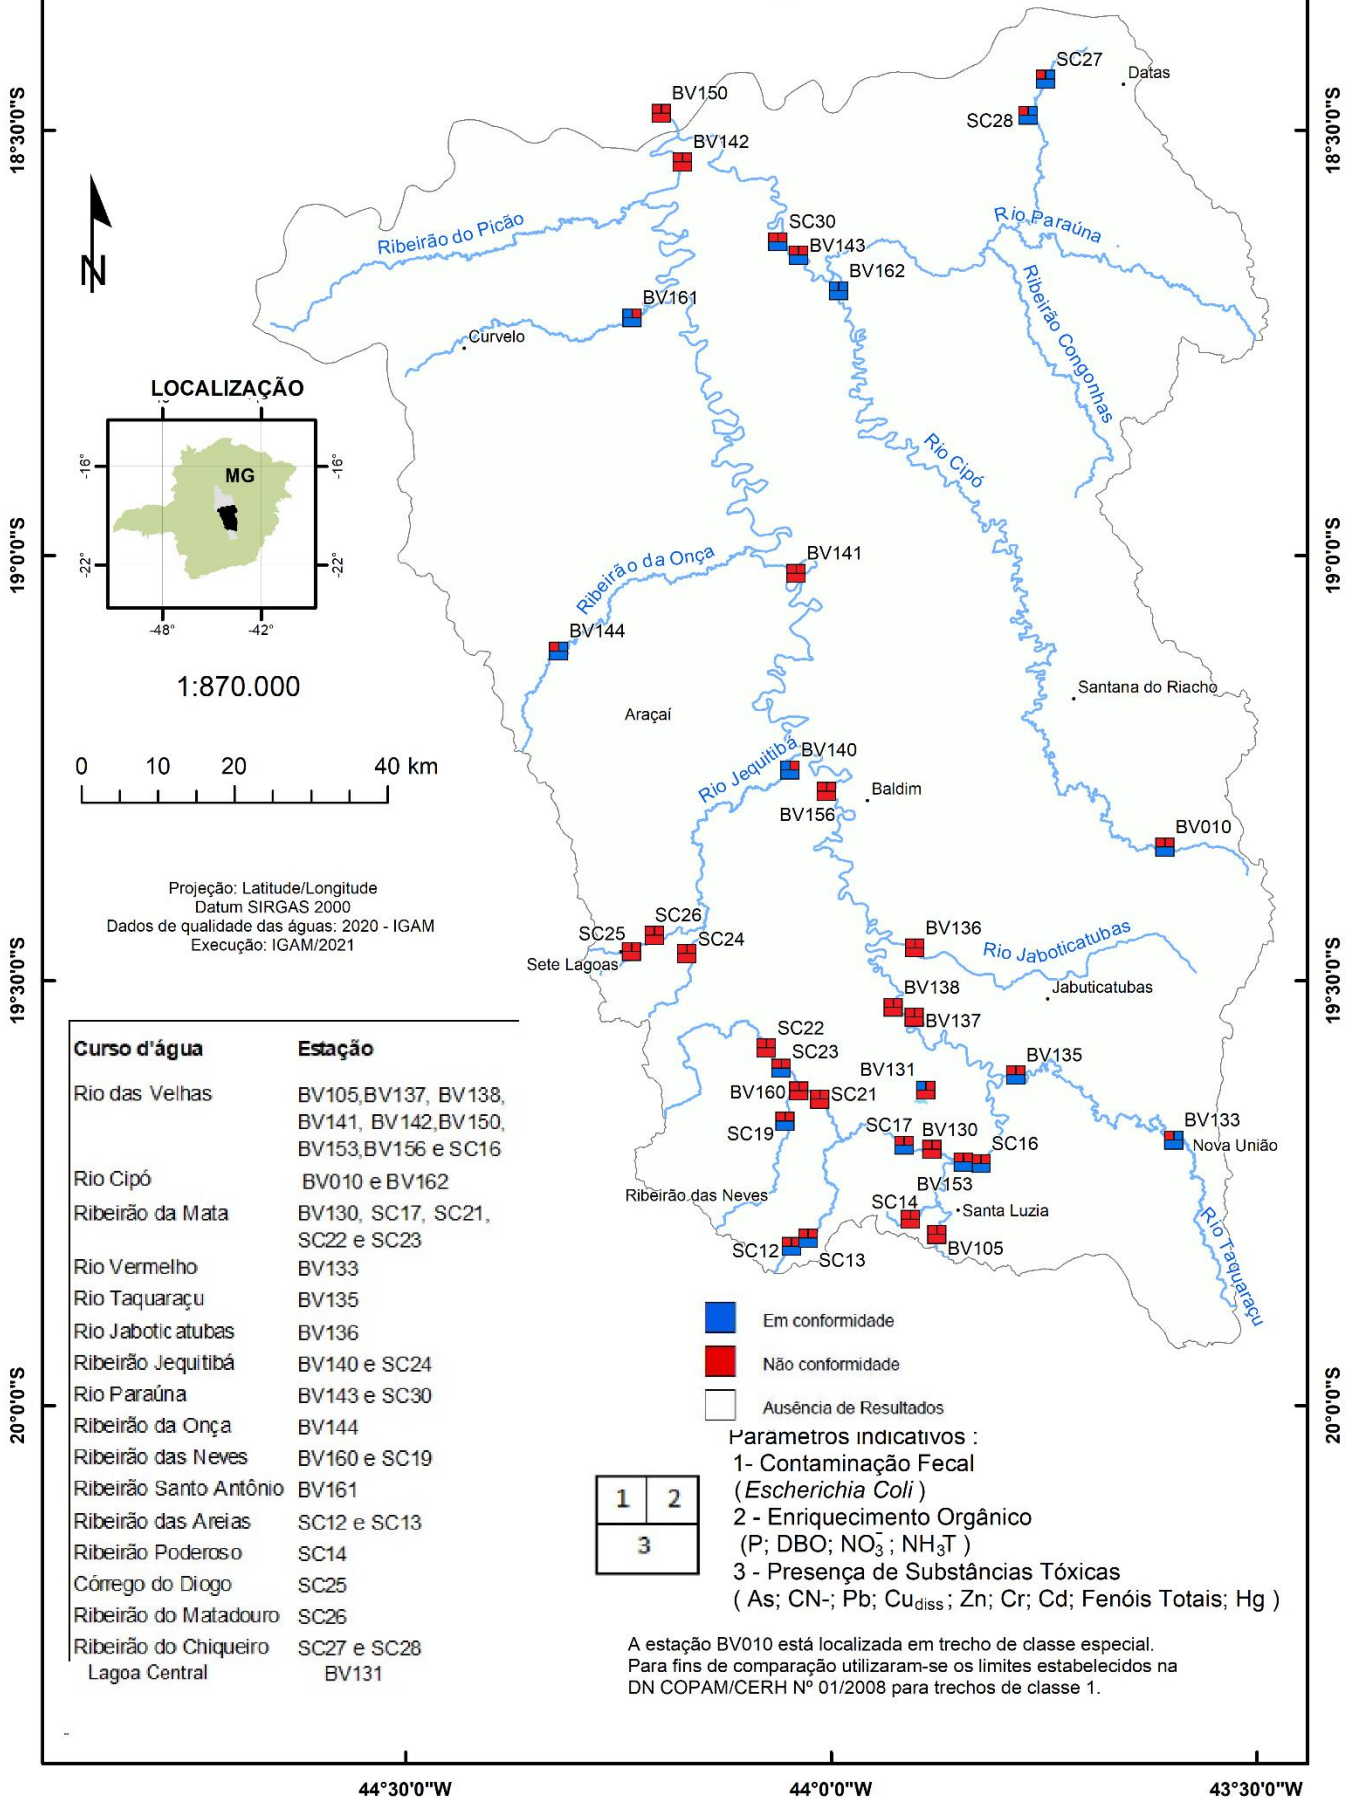 SC27
Datas
BV150
SC28
BV142
18°30'0"S
18°30'0"S
Rio Paraúna
Ribeirão do Picão
SC30
BV143
BV162
N
Ribeirão Congonhas
BV161
Curvelo
LOCALIZAÇÃO
MG
-16°
-16°
-22°
-22°
-48°
-42°
Rio Cipó
19°0'0"S
19°0'0"S
BV141
Ribeirão da Onça
BV144
1:870.000
Santana do Riacho
Araçaí
0 10 20 40 km
BV140
Rio Jequitibá
Baldim
BV156
BV010
Projeção: Latitude/Longitude
Datum SIRGAS 2000
Dados de qualidade das águas: 2020 - IGAM
Execução: IGAM/2021
SC26
SC25
SC24
Sete Lagoas
BV136
Rio Jaboticatubas
19°30'0"S
19°30'0"S
Jabuticatubas
BV138
BV137
SC22
SC23
BV135
BV131
BV160
SC21
SC19
SC17
BV130
SC16
BV133
Nova União
BV153
Ribeirão das Neves
SC14
Santa Luzia
BV105
SC12
SC13
Rio Taquaraçu
Curso d'água Estação
Rio das Velhas BV105,BV137, BV138,
BV141, BV142,BV150,
BV153,BV156 e SC16
Rio Cipó BV010 e BV162
Ribeirão da Mata BV130, SC17, SC21,
SC22 e SC23
Rio Vermelho BV133
Rio Taquaraçu BV135
Rio Jaboticatubas BV136
Ribeirão Jequitibá BV140 e SC24
Rio Paraúna BV143 e SC30
Ribeirão da Onça BV144
Ribeirão das Neves BV160 e SC19
Ribeirão Santo Antônio BV161
Ribeirão das Areias SC12 e SC13
Ribeirão Poderoso SC14
Córrego do Diogo SC25
Ribeirão do Matadouro SC26
Ribeirão do Chiqueiro SC27 e SC28
Lagoa Central BV131
Em conformidade
Não conformidade
Ausência de Resultados
20°0'0"S
20°0'0"S
Parâmetros indicativos :
1- Contaminação Fecal
(Escherichia Coli )
2 - Enriquecimento Orgânico
(P; DBO; NO₃⁻; NH₃T )
3 - Presença de Substâncias Tóxicas
( As; CN-; Pb; Cu diss; Zn; Cr; Cd; Fenóis Totais; Hg )
1 2
3
A estação BV010 está localizada em trecho de classe especial.
Para fins de comparação utilizaram-se os limites estabelecidos na
DN COPAM/CERH Nº 01/2008 para trechos de classe 1.
44°30'0"W
44°0'0"W
43°30'0"W